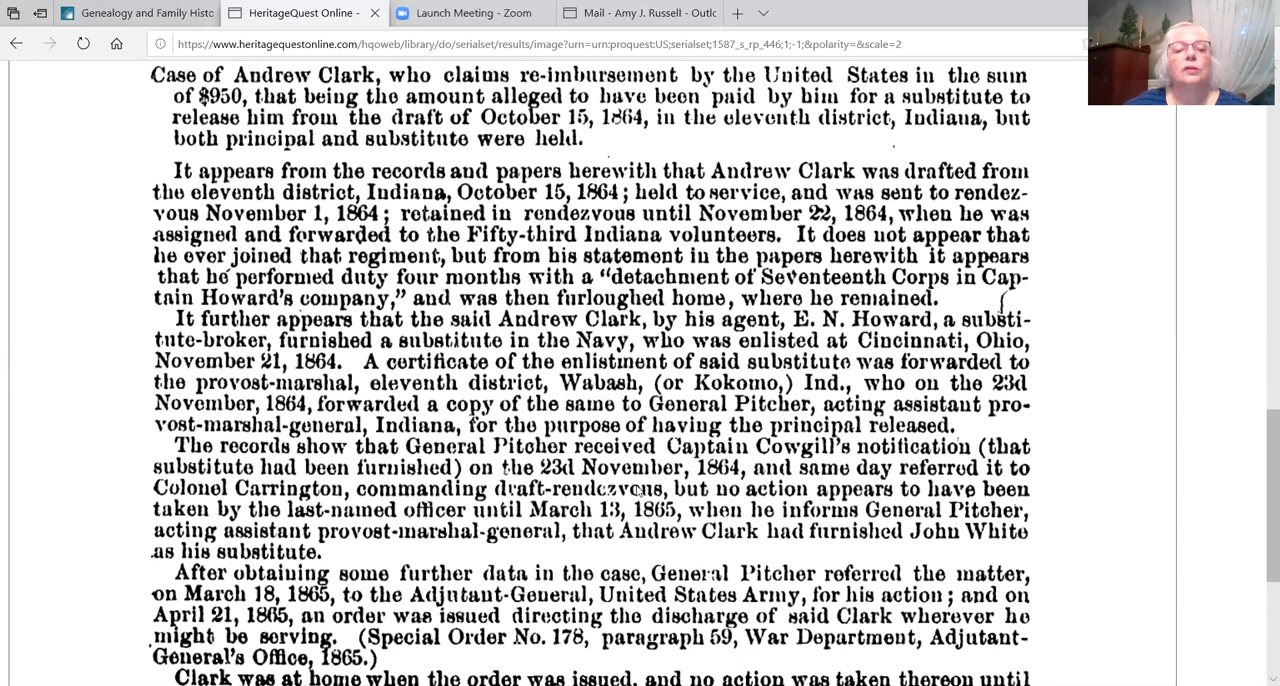 Genealogy and Family Histo
HeritageQuest Online -
Launch Meeting - Zoom
Mail - Amy J. Russell - Outlo
https://www.heritagequestonline.com/hqoweb/library/do/serialset/results/image?urn=urn:proquest:US;serialset;1587_s_rp_446;1;-1;&polarity=&scale=2
Case of Andrew Clark, who claims re-imbursement by the United States in the sum
of $950, that being the amount alleged to have been paid by him for a substitute to
release him from the draft of October 15, 1864, in the eleventh district, Indiana, but
both principal and substitute were held.
It appears from the records and papers herewith that Andrew Clark was drafted from
the eleventh district, Indiana, October 15, 1864; held to service, and was sent to rendez-
vous November 1, 1864; retained in rendezvous until November 22, 1864, when he was
assigned and forwarded to the Fifty-third Indiana volunteers. It does not appear that
he ever joined that regiment, but from his statement in the papers herewith it appears
that he performed duty four months with a "detachment of Seventeenth Corps in Cap-
tain Howard's company," and was then furloughed home, where he remained.
It further appears that the said Andrew Clark, by his agent, E. N. Howard, a substi-
tute-broker, furnished a substitute in the Navy, who was enlisted at Cincinnati, Ohio,
November 21, 1864. A certificate of the enlistment of said substitute was forwarded to
the provost-marshal, eleventh district, Wabash, (or Kokomo,) Ind., who on the 23d
November, 1864, forwarded a copy of the same to General Pitcher, acting assistant pro-
vost-marshal-general, Indiana, for the purpose of having the principal released.
The records show that General Pitcher received Captain Cowgill's notification (that
substitute had been furnished) on the 23d November, 1864, and same day referred it to
Colonel Carrington, commanding draft-rendezvous, but no action appears to have been
taken by the last-named officer until March 13, 1865, when he informs General Pitcher,
acting assistant provost-marshal-general, that Andrew Clark had furnished John White
as his substitute.
After obtaining some further data in the case, General Pitcher referred the matter,
on March 18, 1865, to the Adjutant-General, United States Army, for his action; and on
April 21, 1865, an order was issued directing the discharge of said Clark wherever he
might be serving. (Special Order No. 178, paragraph 59, War Department, Adjutant-
General's Office, 1865.)
Clark was at home when the order was issued, and no action was taken thereon until